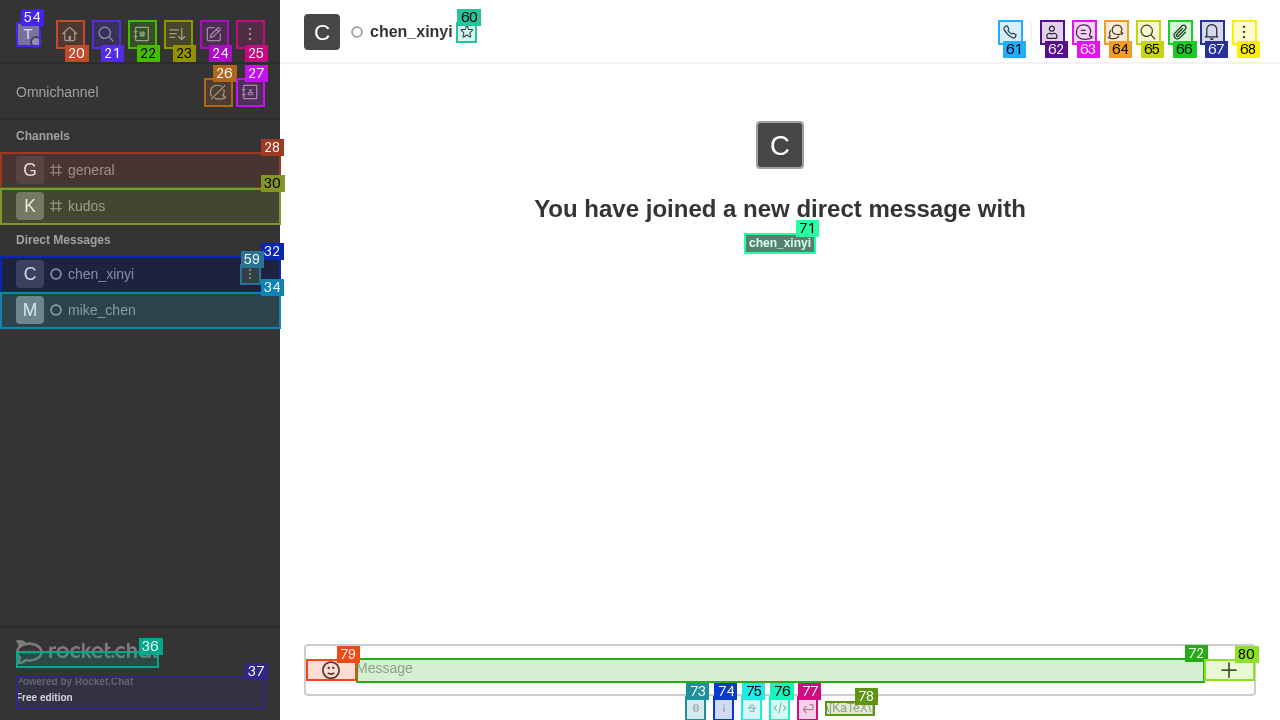 54
T
20
21
22
23
24
25
C
chen_xinyi
60
61
62
63
64
65
66
67
68
Omnichannel
26
27
Channels
28
G general
30
K kudos
Direct Messages
32
C chen_xinyi
59
34
M mike_chen
C
You have joined a new direct message with
71
chen_xinyi
rocket.chat
36
37
Powered by Rocket.Chat
Free edition
79
Message
72
80
73
74
75
76
77
78
B
i
S
\[KaTeX\]